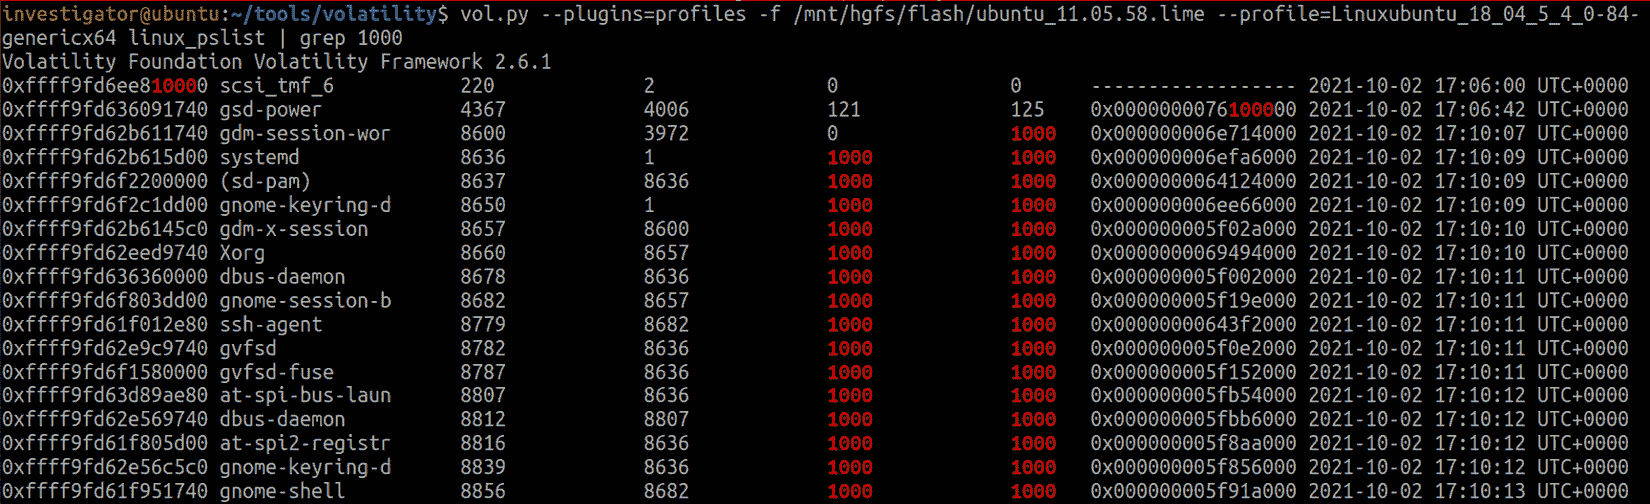 investigator@ubuntu:~/tools/volatility$ vol.py --plugins=profiles -f /mnt/hgfs/flash/ubuntu_11.05.58.lime --profile=Linuxubuntu_18_04_5_4_0-84-
genericx64 linux_pslist | grep 1000
Volatility Foundation Volatility Framework 2.6.1
0xffff9fd6ee810000 scsi_tmf_6 220 2 0 0 ------------------ 2021-10-02 17:06:00 UTC+0000
0xffff9fd636091740 gsd-power 4367 4006 121 125 0x0000000076100000 2021-10-02 17:06:42 UTC+0000
0xffff9fd62b611740 gdm-session-wor 8600 3972 0 1000 0x000000006e714000 2021-10-02 17:10:07 UTC+0000
0xffff9fd62b615d00 systemd 8636 1 1000 1000 0x000000006efa6000 2021-10-02 17:10:09 UTC+0000
0xffff9fd6f2200000 (sd-pam) 8637 8636 1000 1000 0x0000000064124000 2021-10-02 17:10:09 UTC+0000
0xffff9fd6f2c1dd00 gnome-keyring-d 8650 1 1000 1000 0x000000006ee66000 2021-10-02 17:10:09 UTC+0000
0xffff9fd62b6145c0 gdm-x-session 8657 8600 1000 1000 0x000000005f02a000 2021-10-02 17:10:10 UTC+0000
0xffff9fd62eed9740 Xorg 8660 8657 1000 1000 0x0000000069494000 2021-10-02 17:10:10 UTC+0000
0xffff9fd636360000 dbus-daemon 8678 8636 1000 1000 0x000000005f002000 2021-10-02 17:10:11 UTC+0000
0xffff9fd6f803dd00 gnome-session-b 8682 8657 1000 1000 0x000000005f19e000 2021-10-02 17:10:11 UTC+0000
0xffff9fd61f012e80 ssh-agent 8779 8682 1000 1000 0x00000000643f2000 2021-10-02 17:10:11 UTC+0000
0xffff9fd62e9c9740 gvfsd 8782 8636 1000 1000 0x000000005f0e2000 2021-10-02 17:10:11 UTC+0000
0xffff9fd6f1580000 gvfsd-fuse 8787 8636 1000 1000 0x000000005f152000 2021-10-02 17:10:11 UTC+0000
0xffff9fd63d89ae80 at-spi-bus-laun 8807 8636 1000 1000 0x000000005fb54000 2021-10-02 17:10:12 UTC+0000
0xffff9fd62e569740 dbus-daemon 8812 8807 1000 1000 0x000000005fbb6000 2021-10-02 17:10:12 UTC+0000
0xffff9fd61f805d00 at-spi2-registr 8816 8636 1000 1000 0x000000005f8aa000 2021-10-02 17:10:12 UTC+0000
0xffff9fd62e56c5c0 gnome-keyring-d 8839 8636 1000 1000 0x000000005f856000 2021-10-02 17:10:12 UTC+0000
0xffff9fd61f951740 gnome-shell 8856 8682 1000 1000 0x000000005f91a000 2021-10-02 17:10:13 UTC+0000